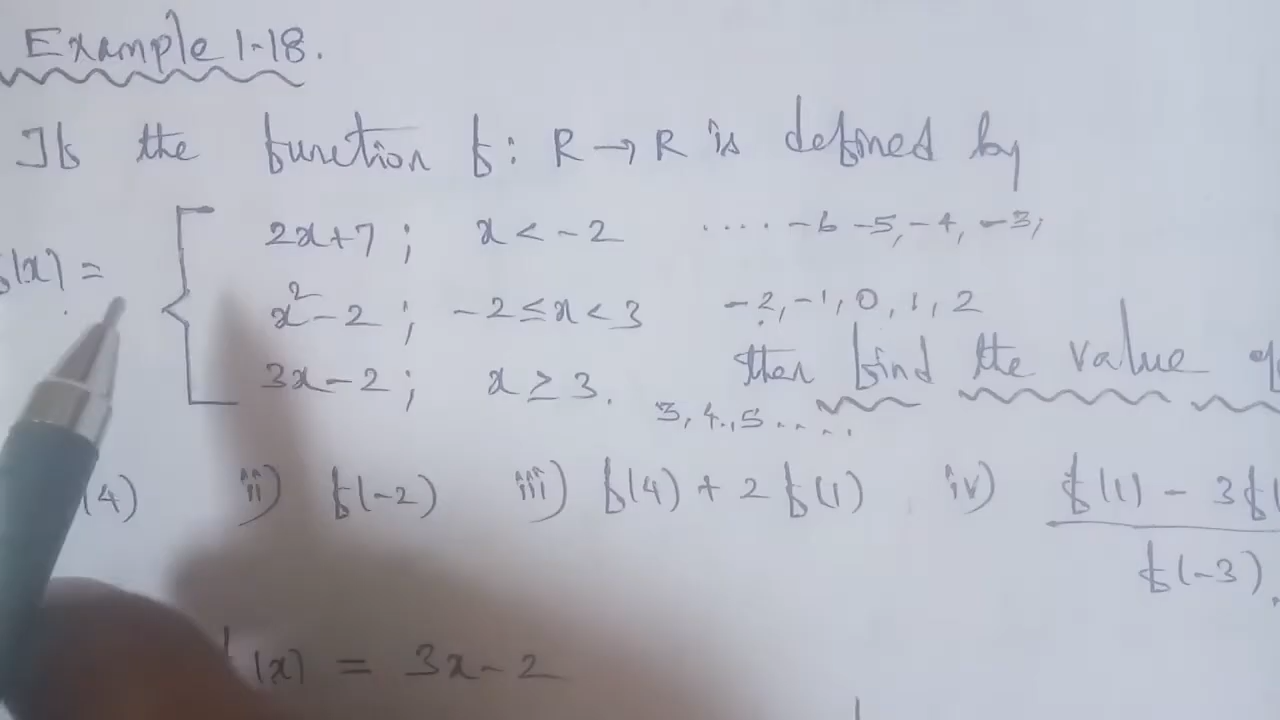 Example 1.18.
If the function f : R → R is defined by
2x+7 ; x < -2 .... -6 -5, -4, -3,
f(x) =
x² - 2 ; -2 ≤ x < 3 -2, -1, 0, 1, 2
3x - 2 ; x ≥ 3. then find the value of
3, 4, 5 ....
(4) ii) f(-2) iii) f(4) + 2 f(1) iv) f(1) - 3f(
f(-3).
f(x) = 3x - 2